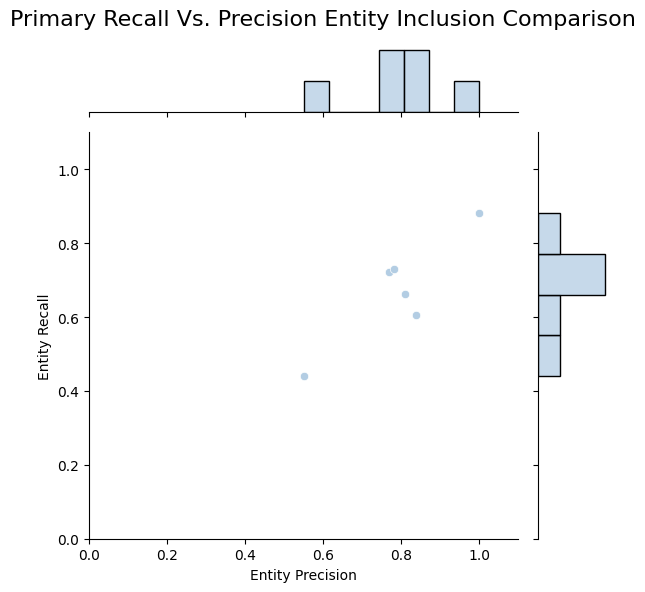 Primary Recall Vs. Precision Entity Inclusion Comparison
1.0
0.8
0.6
0.4
0.2
0.0
Entity Recall
0.0 0.2 0.4 0.6 0.8 1.0
Entity Precision